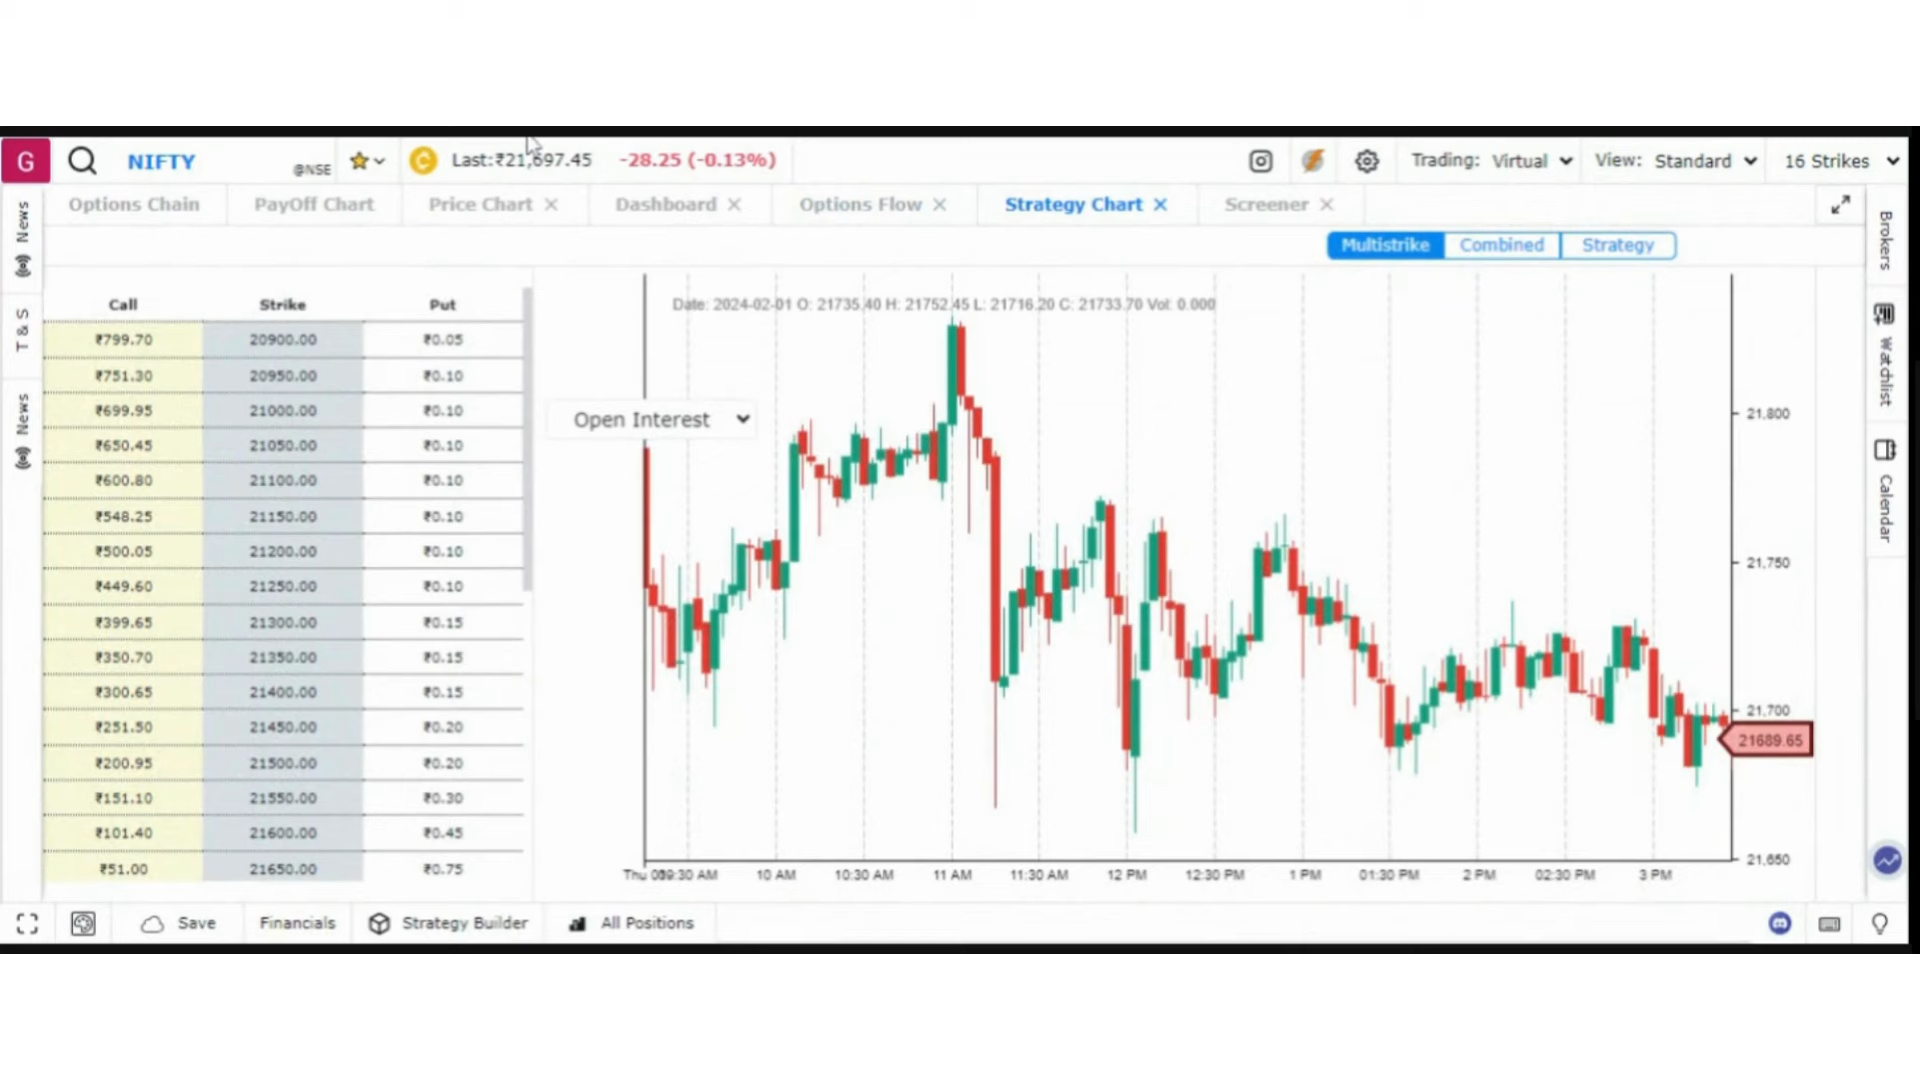 G NIFTY @NSE Last:₹21,697.45 -28.25 (-0.13%) Trading: Virtual View: Standard 16 Strikes
Options Chain PayOff Chart Price Chart Dashboard Options Flow Strategy Chart Screener
Multistrike Combined Strategy
News
T & S
News
Call Strike Put
₹799.70 20900.00 ₹0.05
₹751.30 20950.00 ₹0.10
₹699.95 21000.00 ₹0.10
₹650.45 21050.00 ₹0.10
₹600.80 21100.00 ₹0.10
₹548.25 21150.00 ₹0.10
₹500.05 21200.00 ₹0.10
₹449.60 21250.00 ₹0.10
₹399.65 21300.00 ₹0.15
₹350.70 21350.00 ₹0.15
₹300.65 21400.00 ₹0.15
₹251.50 21450.00 ₹0.20
₹200.95 21500.00 ₹0.20
₹151.10 21550.00 ₹0.30
₹101.40 21600.00 ₹0.45
₹51.00 21650.00 ₹0.75
Date: 2024-02-01 O: 21735.40 H: 21752.45 L: 21716.20 C: 21733.70 Vol: 0.000
Open Interest
21,800
21,750
21,700
21689.65
21,650
Thu 09:30 AM 10 AM 10:30 AM 11 AM 11:30 AM 12 PM 12:30 PM 1 PM 01:30 PM 2 PM 02:30 PM 3 PM
Brokers
Watchlist
Calendar
Save Financials Strategy Builder All Positions